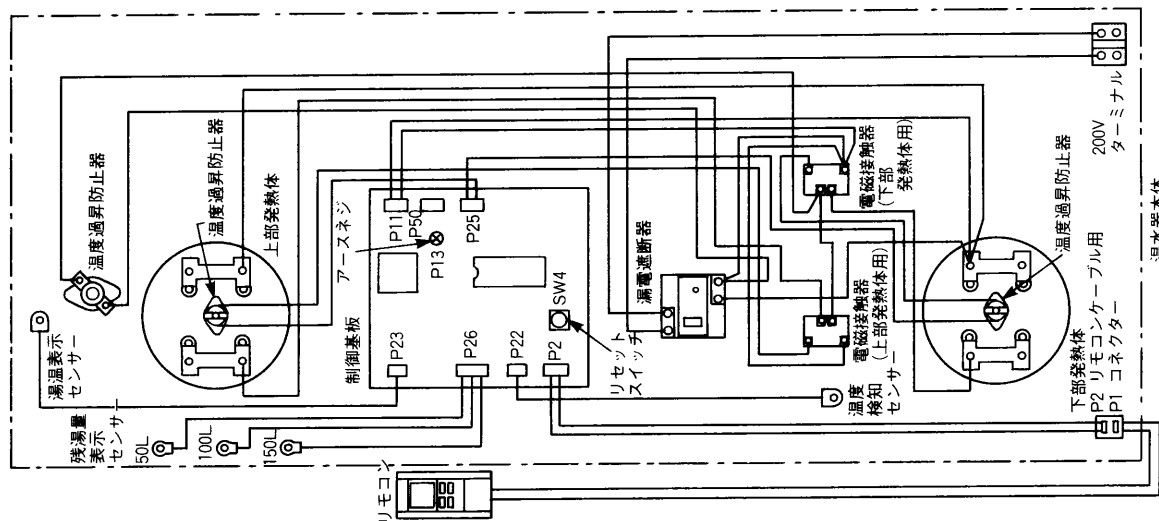 温度過昇防止器
温度過昇防止器
上部発熱体
湯温表示
センサー
残湯量
表示
センサー
50L
100L
150L
リモコン
制御基板
アースネジ
P11
P50
P13
P25
P23
P26
P22
P2
SW4
リセット
スイッチ
漏電遮断器
温度
検知
センサー
電磁接触器
(上部発熱体用)
電磁接触器
(下部
発熱体用)
下部発熱体
P2 リモコンケーブル用
P1 コネクター
温度過昇防止器
200V
ターミナル
温水器本体